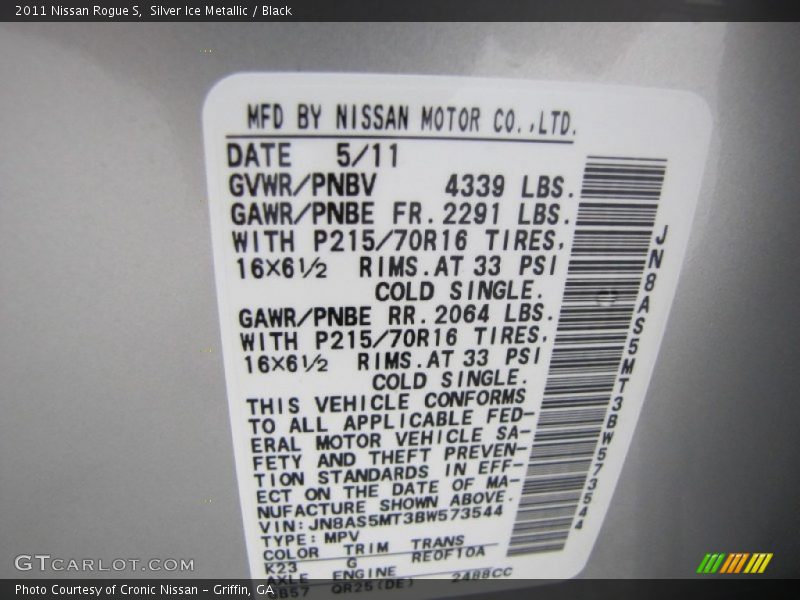 2011 Nissan Rogue S, Silver Ice Metallic / Black
MFD BY NISSAN MOTOR CO.,LTD.
DATE 5/11
GVWR/PNBV 4339 LBS.
GAWR/PNBE FR. 2291 LBS.
WITH P215/70R16 TIRES,
16×6½ RIMS. AT 33 PSI
COLD SINGLE.
GAWR/PNBE RR. 2064 LBS.
WITH P215/70R16 TIRES,
16×6½ RIMS. AT 33 PSI
COLD SINGLE.
THIS VEHICLE CONFORMS
TO ALL APPLICABLE FED-
ERAL MOTOR VEHICLE SA-
FETY AND THEFT PREVEN-
TION STANDARDS IN EFF-
ECT ON THE DATE OF MA-
NUFACTURE SHOWN ABOVE.
VIN: JN8AS5MT3BW573544
TYPE: MPV
COLOR TRIM TRANS
K23 G RE0F10A
AXLE ENGINE 2488CC
QR25(DE)
JN8AS5MT3BW573544
GTCarLot.com
Photo Courtesy of Cronic Nissan - Griffin, GA